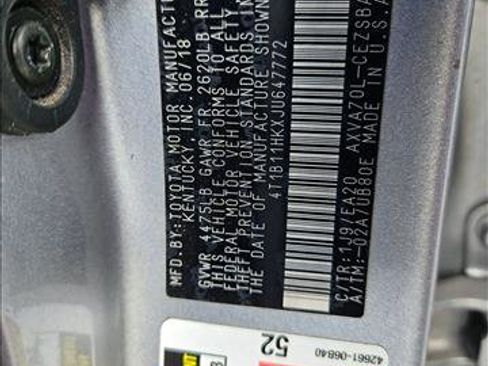 MFD.BY: TOYOTA MOTOR MANUFACTU
KENTUCKY, INC. 06/18
GVWR 4475LB GAWR FR 2620LB RR
THIS VEHICLE CONFORMS TO ALL
FEDERAL MOTOR VEHICLE SAFETY,
THEFT PREVENTION STANDARDS IN
THE DATE OF MANUFACTURE SHOWN
4T1B11HKXJU647772
C/TR: 1J9/EA20 AXVA70L-CEZSBA
A/TM: -02A/UB80E MADE IN U.S.A
52
42661-06B40